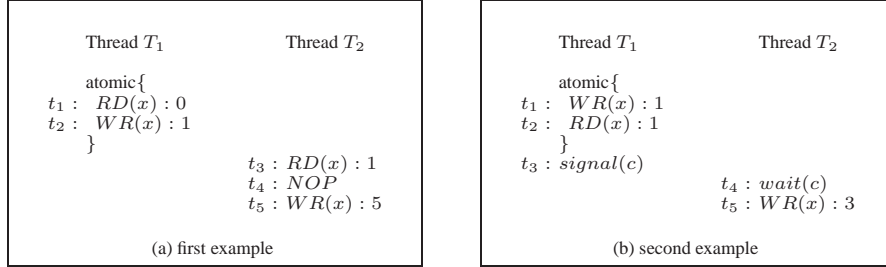 Thread T₁ Thread T₂
atomic{
t₁ : RD(x) : 0
t₂ : WR(x) : 1
}
t₃ : RD(x) : 1
t₄ : NOP
t₅ : WR(x) : 5
(a) first example
Thread T₁ Thread T₂
atomic{
t₁ : WR(x) : 1
t₂ : RD(x) : 1
}
t₃ : signal(c)
t₄ : wait(c)
t₅ : WR(x) : 3
(b) second example